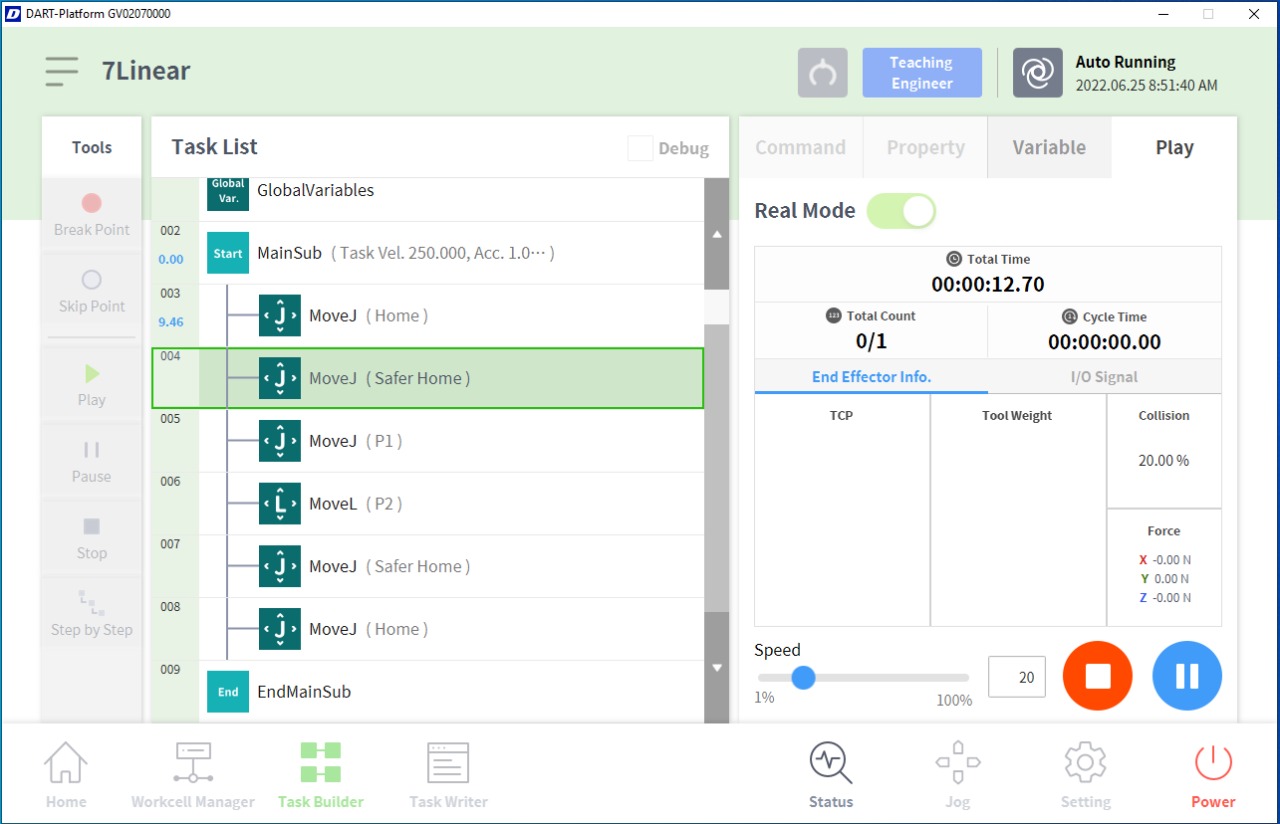 DART-Platform GV02070000
7Linear
Teaching
Engineer
Auto Running
2022.06.25 8:51:40 AM
Tools
Break Point
Skip Point
Play
Pause
Stop
Step by Step
Task List
Debug
Global
Var.
GlobalVariables
002
0.00
Start
MainSub ( Task Vel. 250.000, Acc. 1.0⋯ )
003
9.46
J
MoveJ ( Home )
004
J
MoveJ ( Safer Home )
005
J
MoveJ ( P1 )
006
L
MoveL ( P2 )
007
J
MoveJ ( Safer Home )
008
J
MoveJ ( Home )
009
End
EndMainSub
Command
Property
Variable
Play
Real Mode
Total Time
00:00:12.70
123 Total Count
0/1
Cycle Time
00:00:00.00
End Effector Info.
I/O Signal
TCP
Tool Weight
Collision
20.00 %
Force
X -0.00 N
Y 0.00 N
Z -0.00 N
Speed
1%
100%
20
Home
Workcell Manager
Task Builder
Task Writer
Status
Jog
Setting
Power